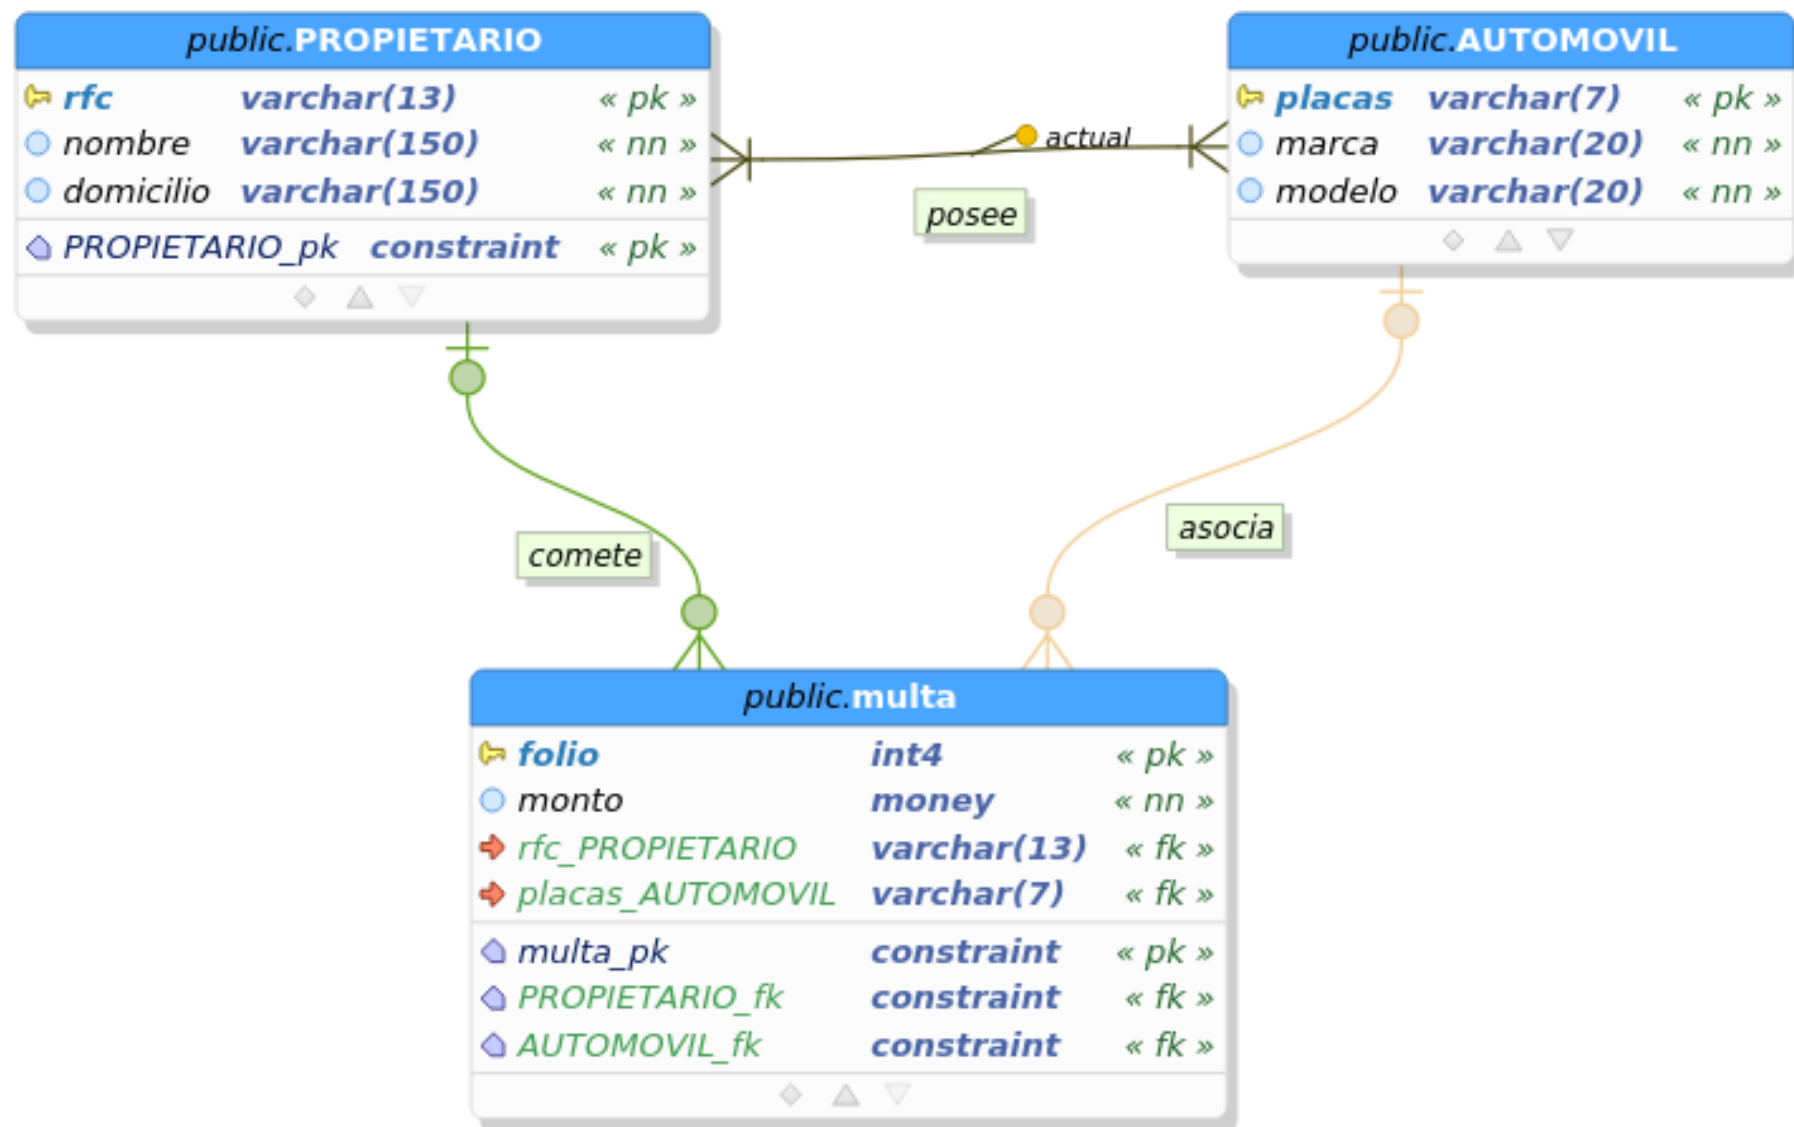 public.PROPIETARIO
rfc varchar(13) « pk »
nombre varchar(150) « nn »
domicilio varchar(150) « nn »
PROPIETARIO_pk constraint « pk »
actual
posee
public.AUTOMOVIL
placas varchar(7) « pk »
marca varchar(20) « nn »
modelo varchar(20) « nn »
comete
asocia
public.multa
folio int4 « pk »
monto money « nn »
rfc_PROPIETARIO varchar(13) « fk »
placas_AUTOMOVIL varchar(7) « fk »
multa_pk constraint « pk »
PROPIETARIO_fk constraint « fk »
AUTOMOVIL_fk constraint « fk »